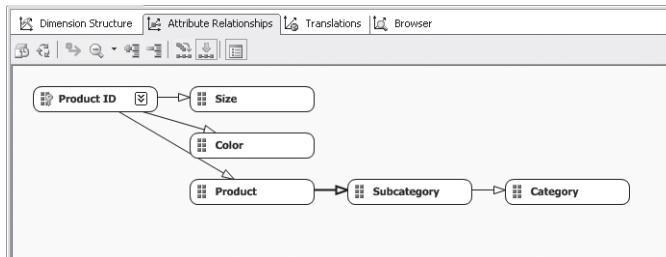 Dimension Structure Attribute Relationships Translations Browser
Product ID Size
Color
Product Subcategory Category